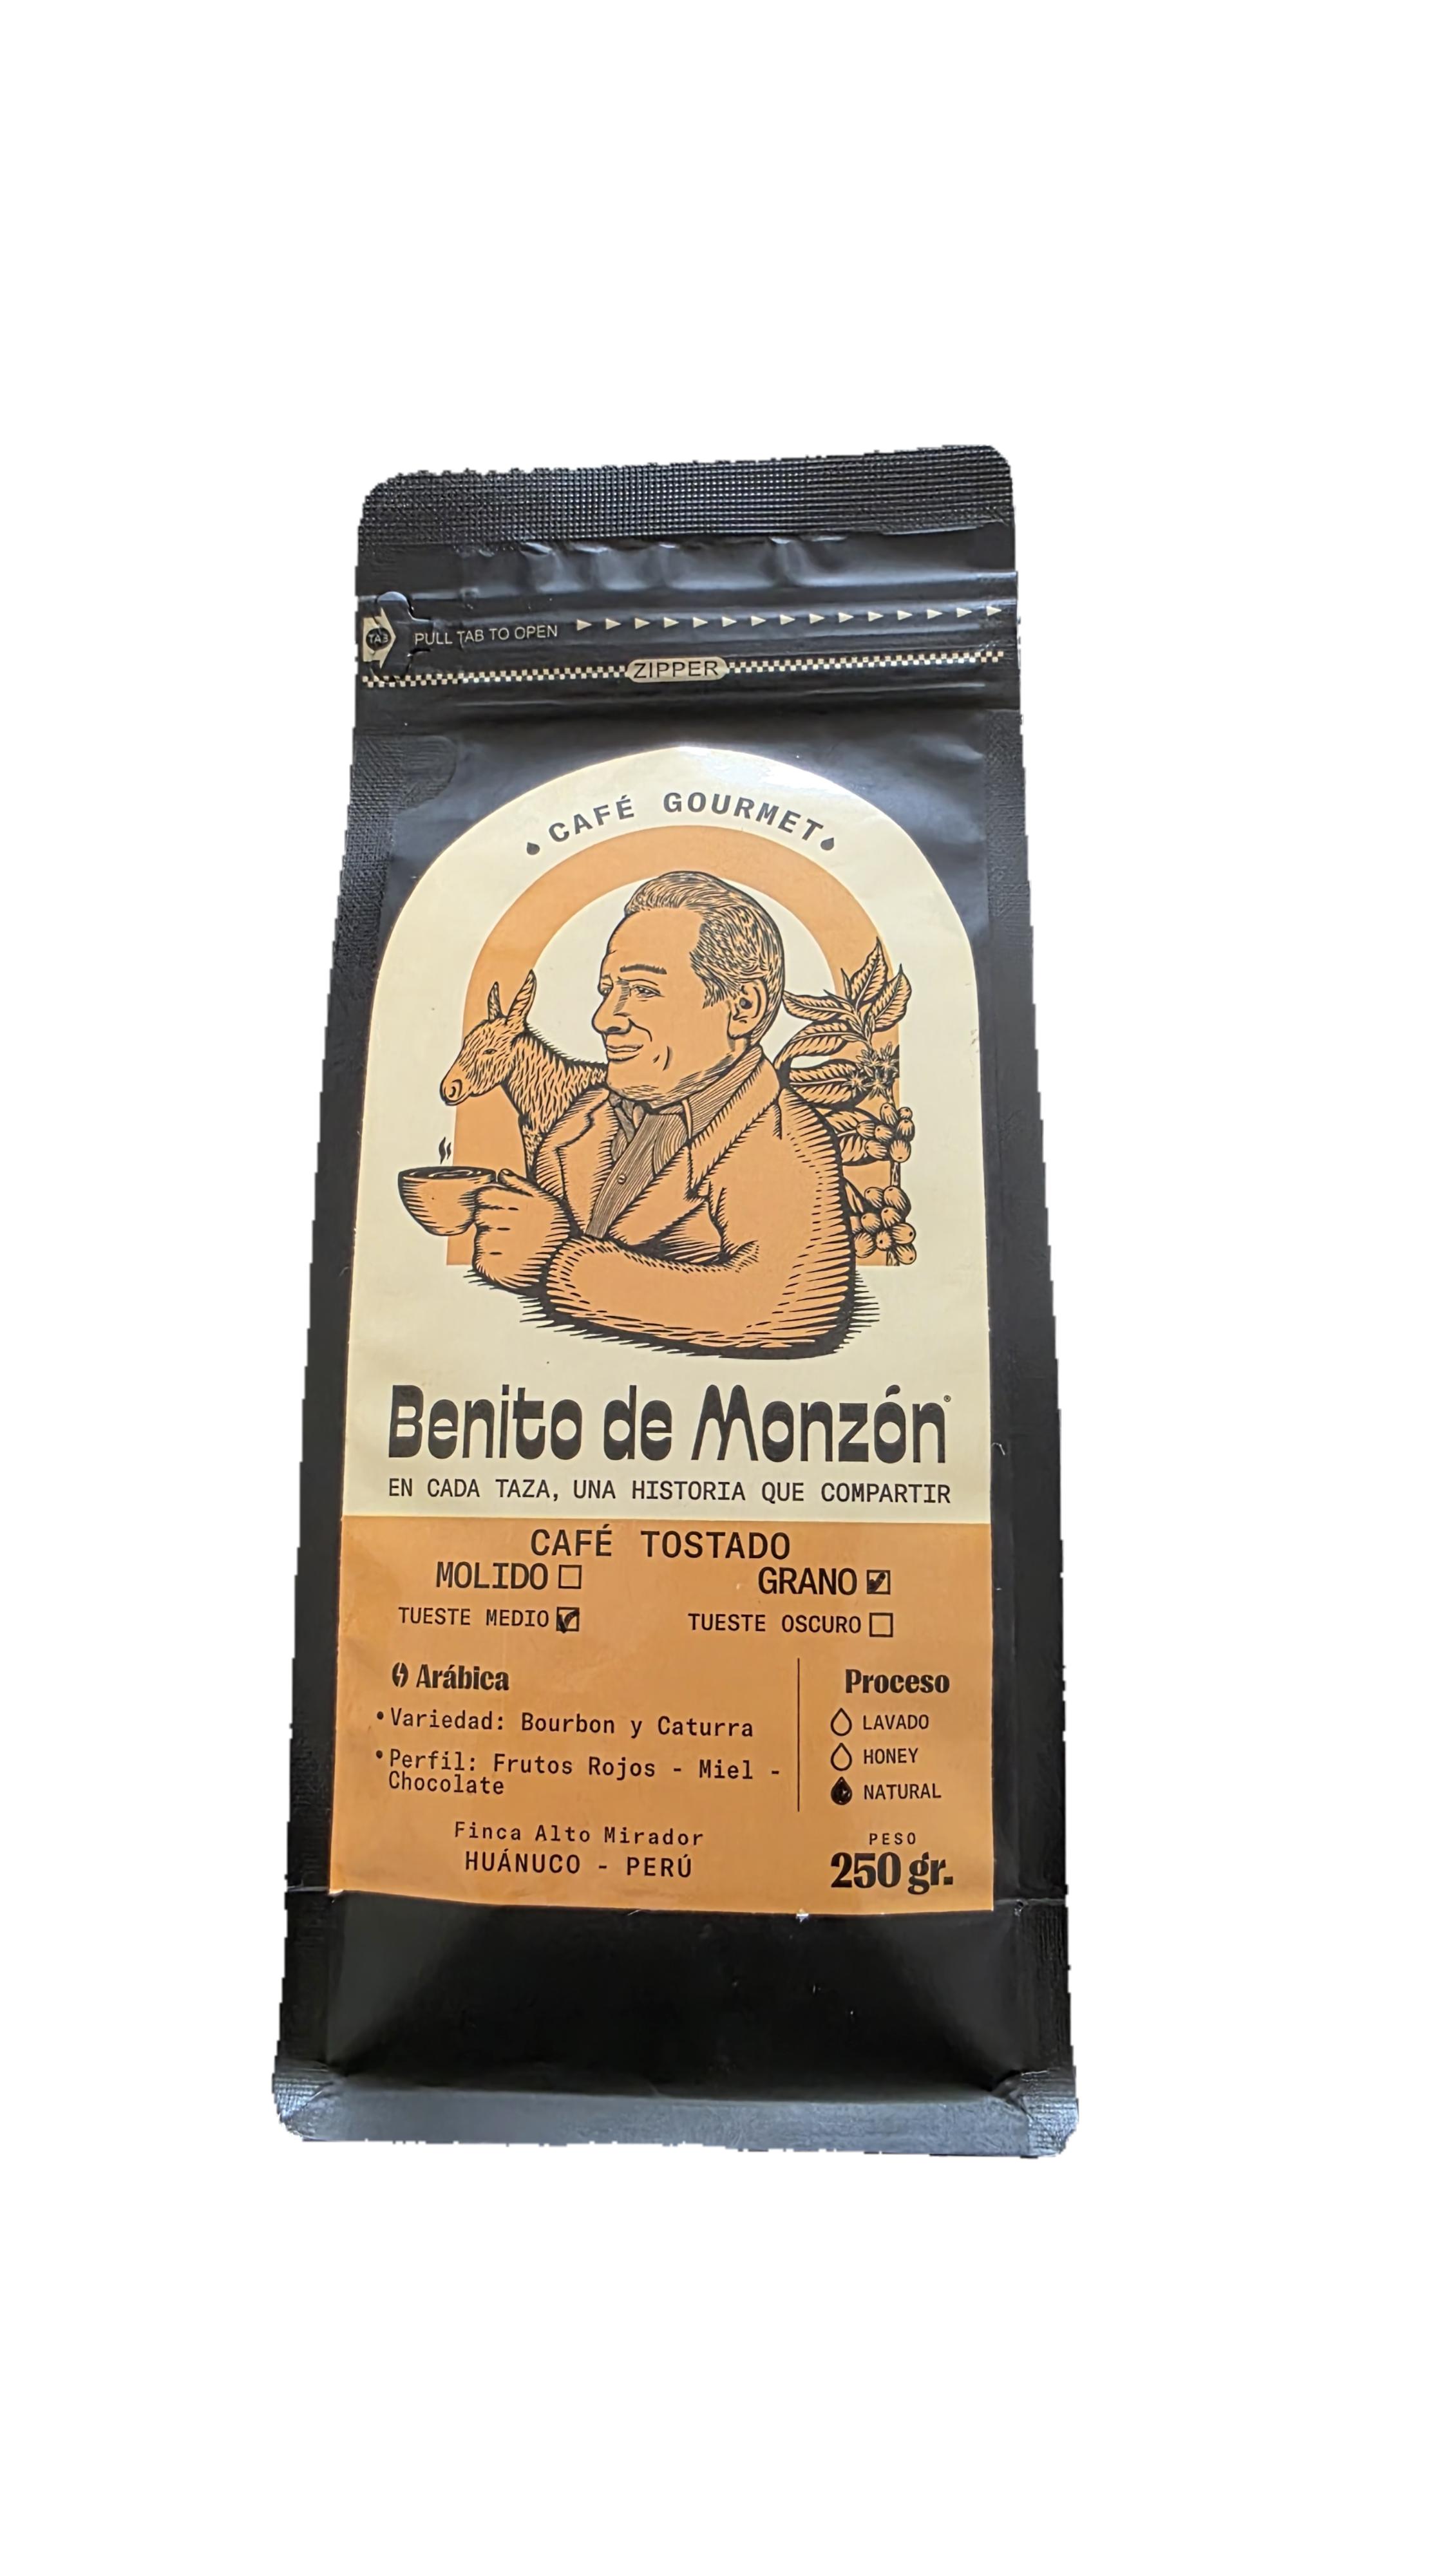 TAB PULL TAB TO OPEN
ZIPPER
CAFÉ GOURMET
Benito de Monzón®
EN CADA TAZA, UNA HISTORIA QUE COMPARTIR
CAFÉ TOSTADO
MOLIDO GRANO
TUESTE MEDIO TUESTE OSCURO
Arábica
• Variedad: Bourbon y Caturra
• Perfil: Frutos Rojos - Miel -
Chocolate
Finca Alto Mirador
HUÁNUCO - PERÚ
Proceso
LAVADO
HONEY
NATURAL
PESO
250 gr.